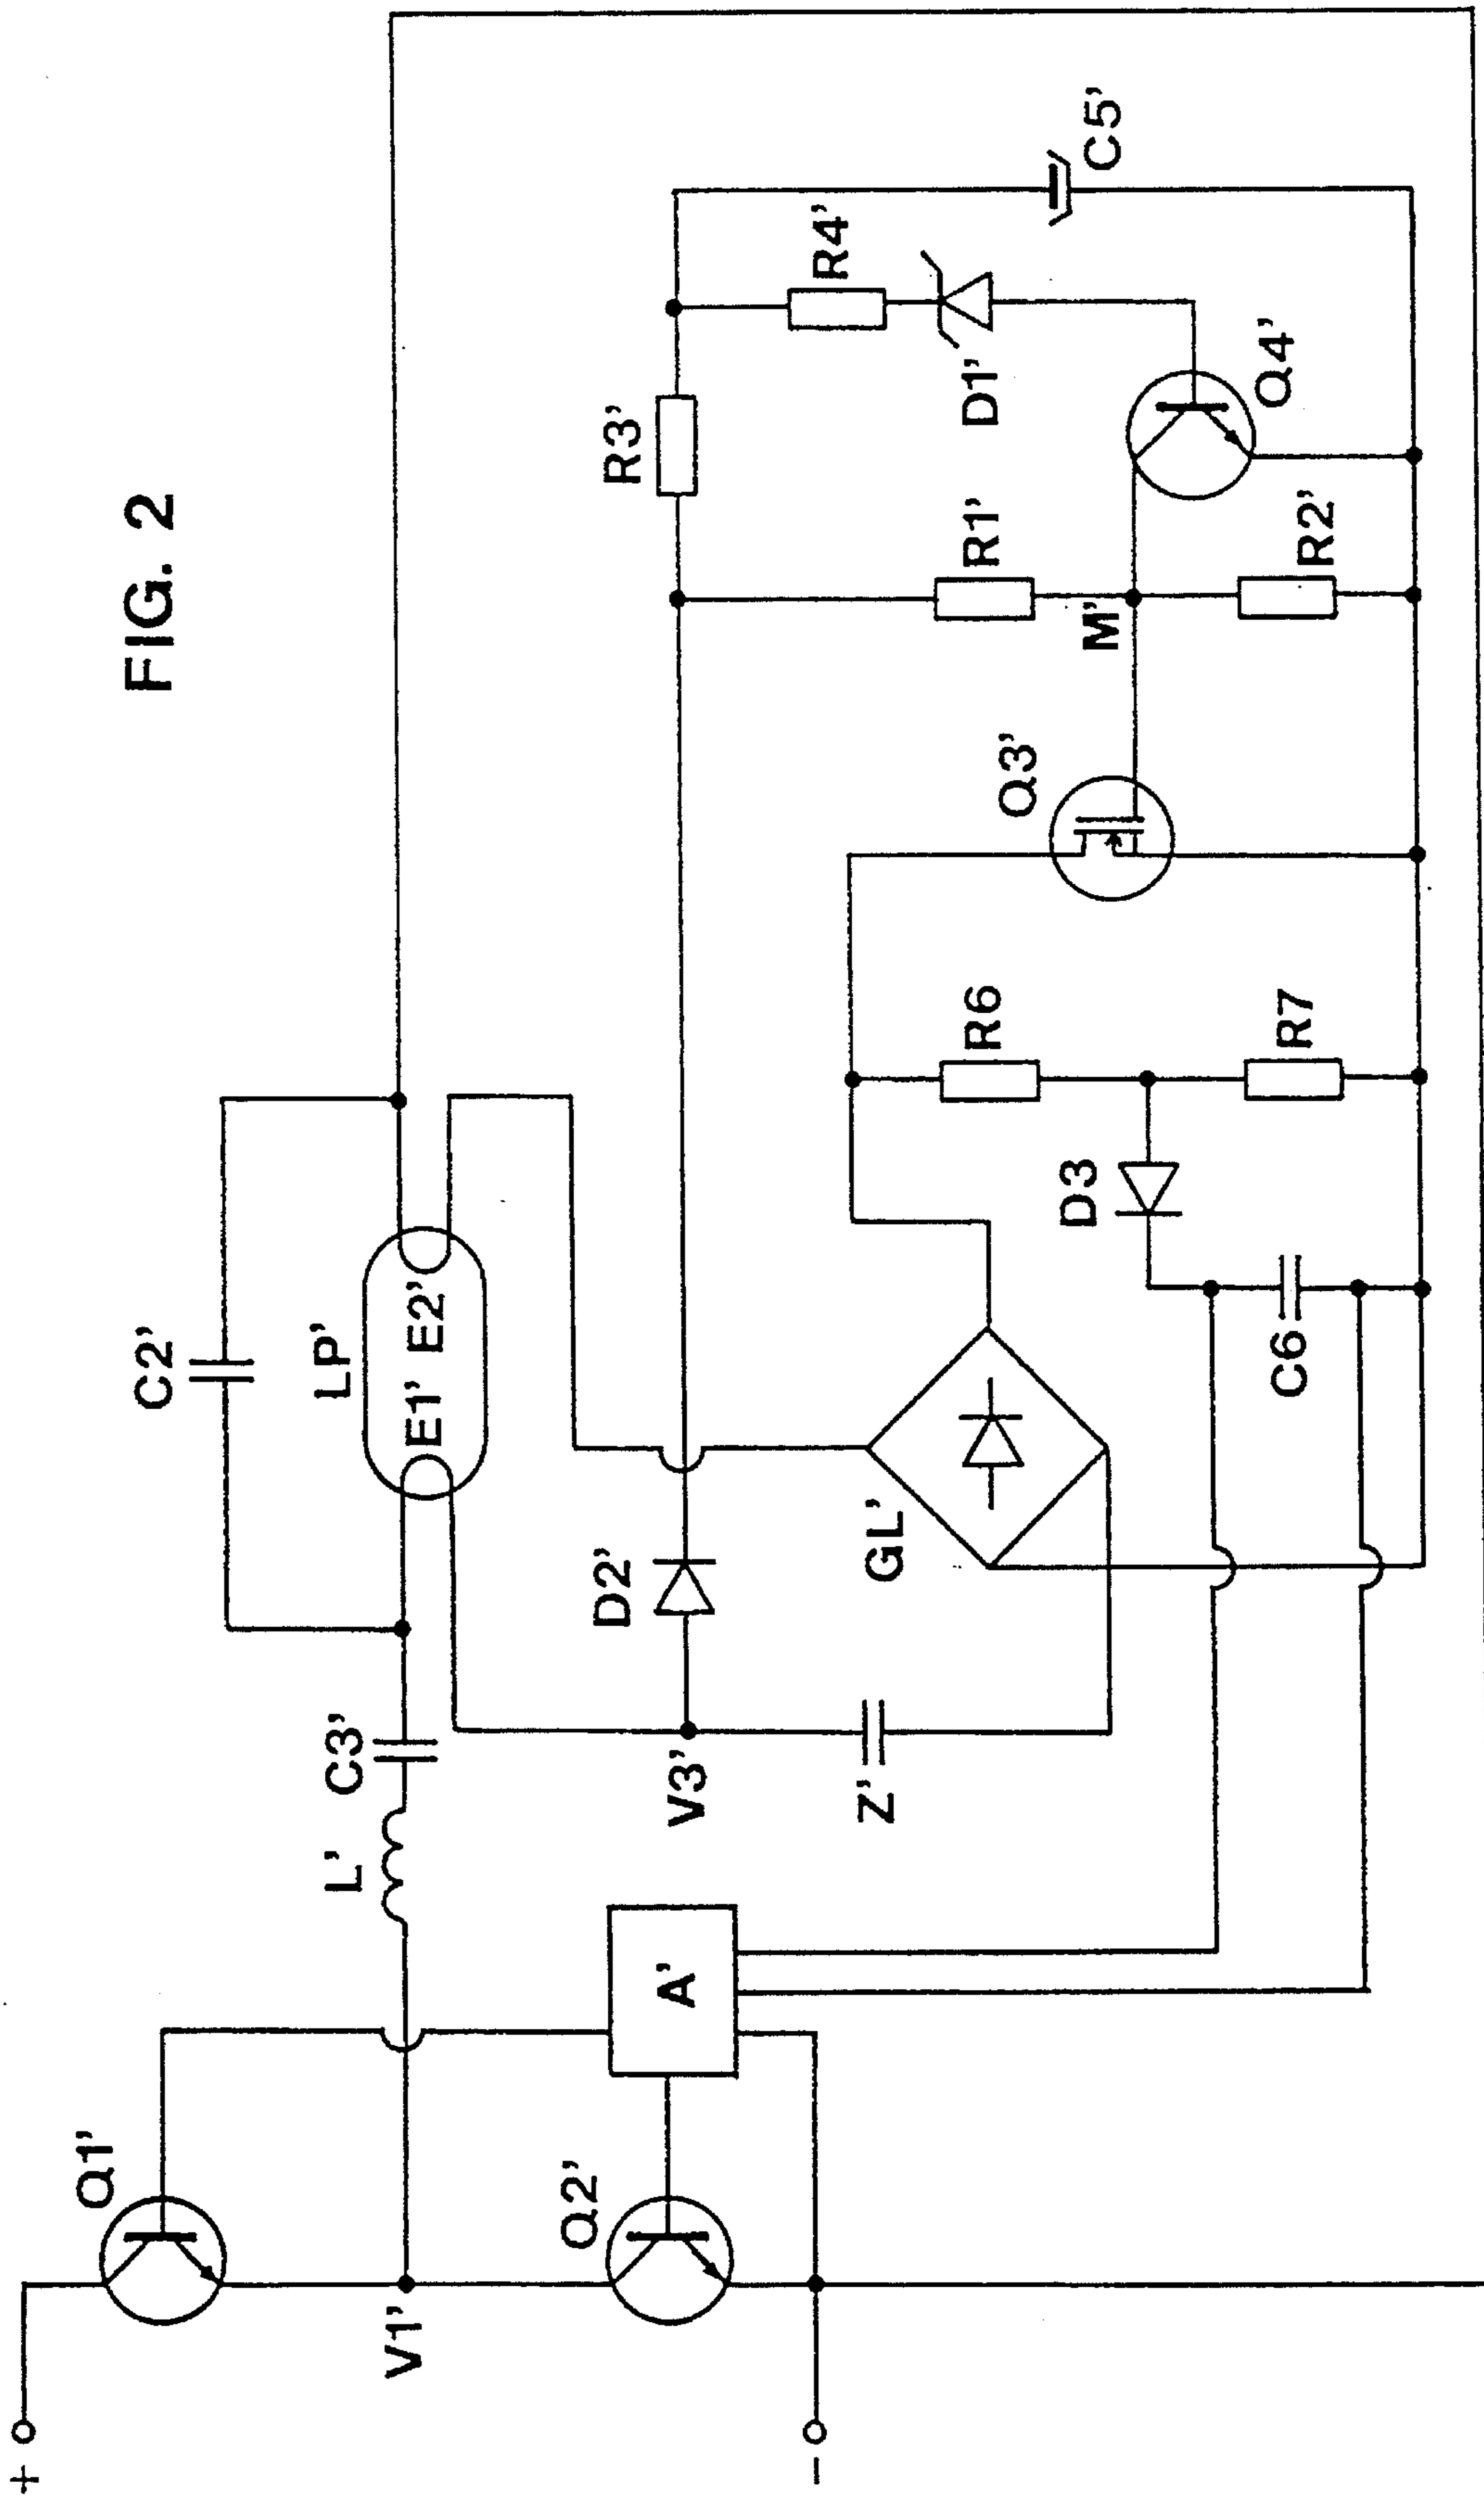 FIG. 2
+
Q1'
V1'
Q2'
-
A'
L'
C3'
C2'
LP'
E1'
E2'
V3'
Z'
D2'
GL'
D3
C6
R6
R7
Q3'
M'
R1'
R2'
R3'
R4'
D1'
Q4'
C5'